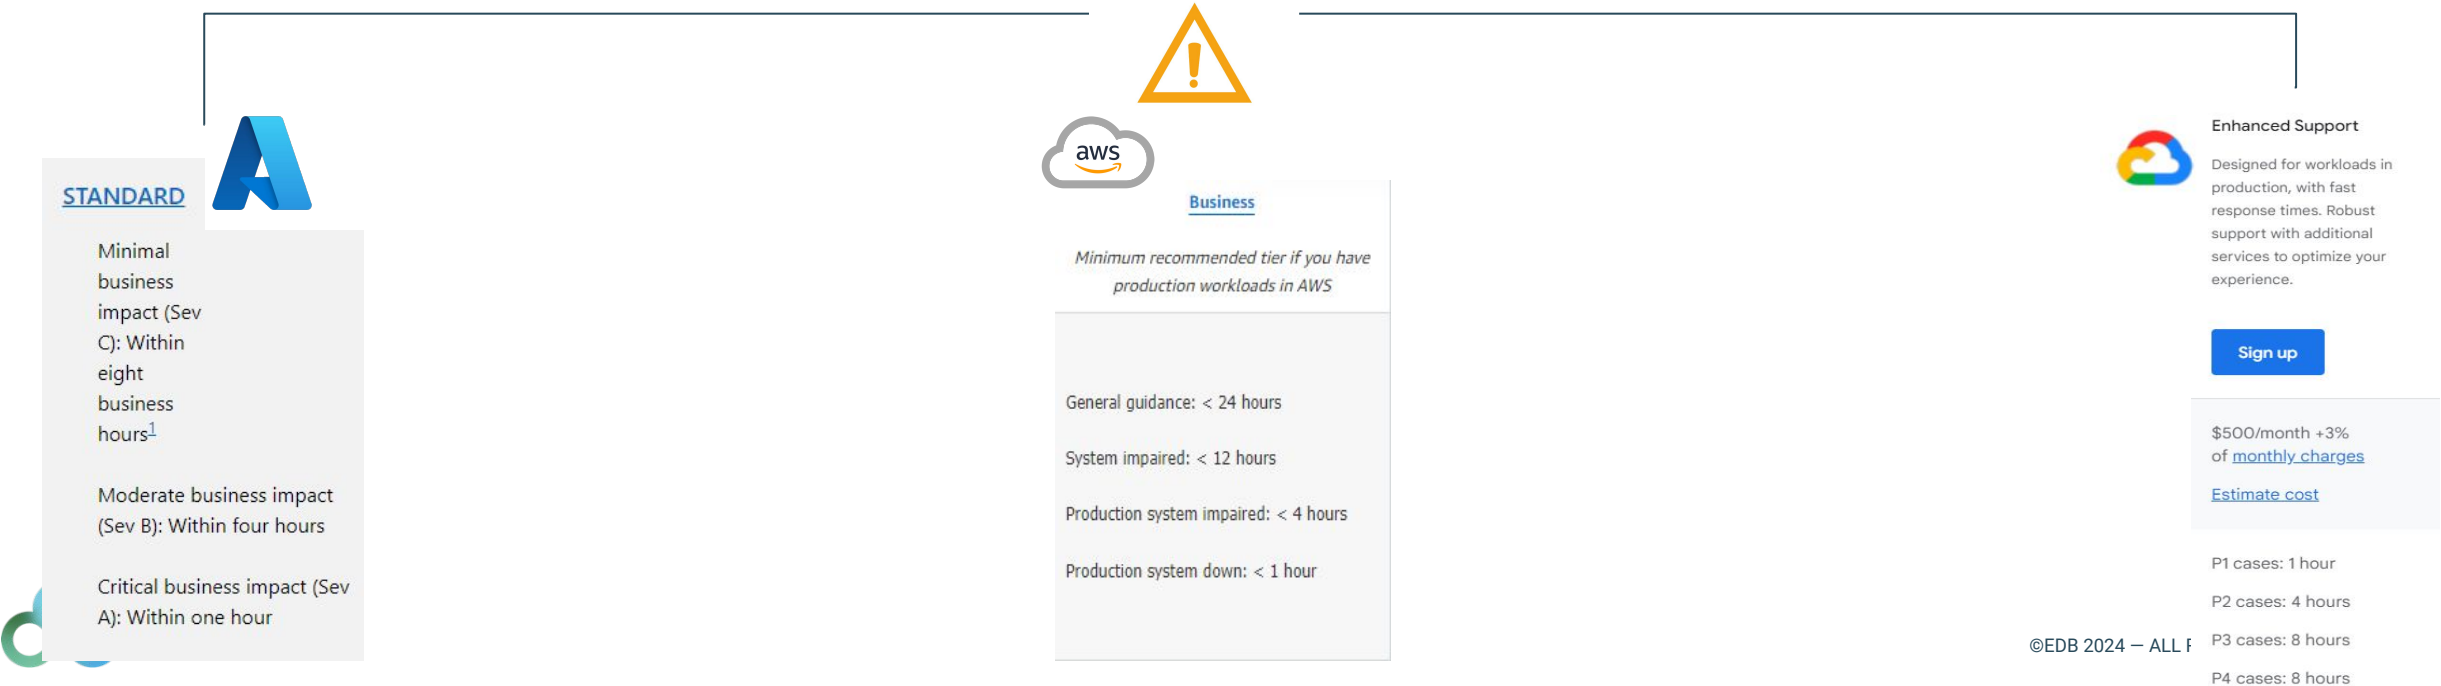 STANDARD
Minimal
business
impact (Sev
C): Within
eight
business
hours1
Moderate business impact
(Sev B): Within four hours
Critical business impact (Sev
A): Within one hour
aws
Business
Minimum recommended tier if you have
production workloads in AWS
General guidance: < 24 hours
System impaired: < 12 hours
Production system impaired: < 4 hours
Production system down: < 1 hour
Enhanced Support
Designed for workloads in
production, with fast
response times. Robust
support with additional
services to optimize your
experience.
Sign up
$500/month +3%
of monthly charges
Estimate cost
P1 cases: 1 hour
P2 cases: 4 hours
P3 cases: 8 hours
P4 cases: 8 hours
©EDB 2024 — ALL